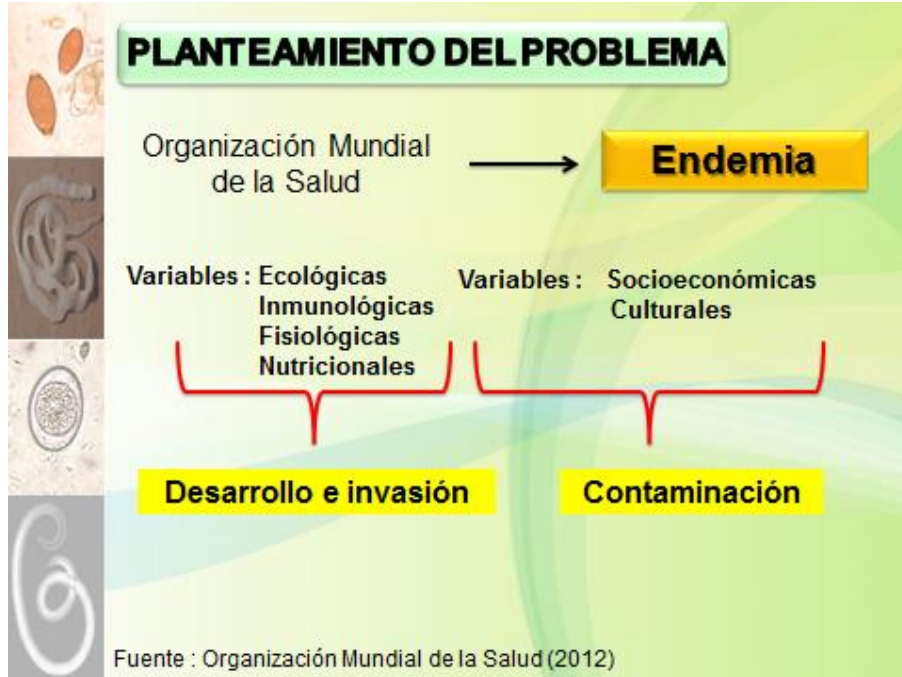 PLANTEAMIENTO DEL PROBLEMA
Organización Mundial
de la Salud
Endemia
Variables : Ecológicas
Inmunológicas
Fisiológicas
Nutricionales
Variables : Socioeconómicas
Culturales
Desarrollo e invasión
Contaminación
Fuente : Organización Mundial de la Salud (2012)